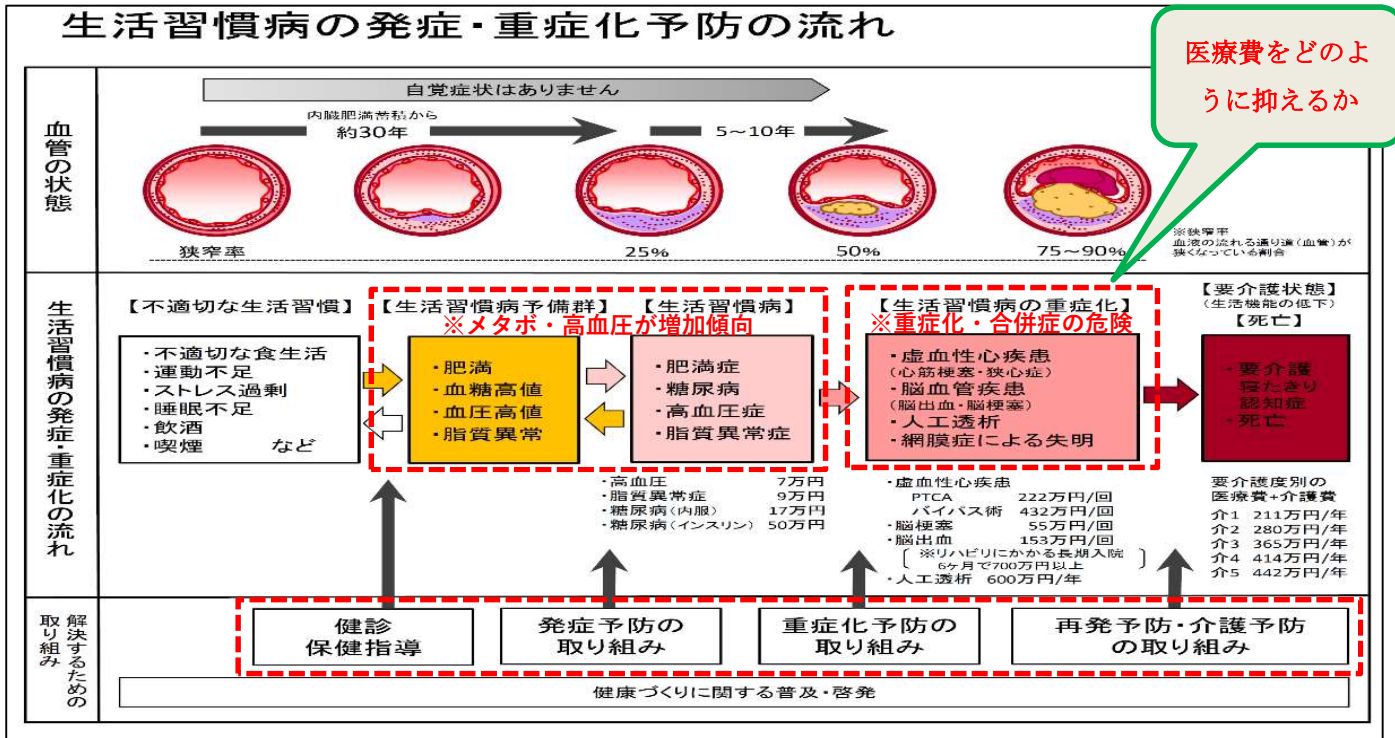 生活習慣病の発症・重症化予防の流れ
医療費をどのよ
うに抑えるか
血管の状態
自覚症状はありません
内臓肥満蓄積から
約30年
5～10年
狭窄率
25%
50%
75～90%
※狭窄率
血液の流れる通り道(血管)が
狭くなっている割合
生活習慣病の発症・重症化の流れ
【不適切な生活習慣】
・不適切な食生活
・運動不足
・ストレス過剰
・睡眠不足
・飲酒
・喫煙 など
【生活習慣病予備群】
【生活習慣病】
※メタボ・高血圧が増加傾向
・肥満
・血糖高値
・血圧高値
・脂質異常
・肥満症
・糖尿病
・高血圧症
・脂質異常症
・高血圧 7万円
・脂質異常症 9万円
・糖尿病(内服) 17万円
・糖尿病(インスリン) 50万円
【生活習慣病の重症化】
※重症化・合併症の危険
・虚血性心疾患
(心筋梗塞・狭心症)
・脳血管疾患
(脳出血・脳梗塞)
・人工透析
・網膜症による失明
・虚血性心疾患
PTCA 222万円/回
バイパス術 432万円/回
・脳梗塞 55万円/回
・脳出血 153万円/回
※リハビリにかかる長期入院
6ヶ月で700万円以上
・人工透析 600万円/年
【要介護状態】
(生活機能の低下)
【死亡】
・要介護
寝たきり
認知症
・死亡
要介護度別の
医療費+介護費
介1 211万円/年
介2 280万円/年
介3 365万円/年
介4 414万円/年
介5 442万円/年
解決するための
取り組み
健診
保健指導
発症予防の
取り組み
重症化予防の
取り組み
再発予防・介護予防
の取り組み
健康づくりに関する普及・啓発